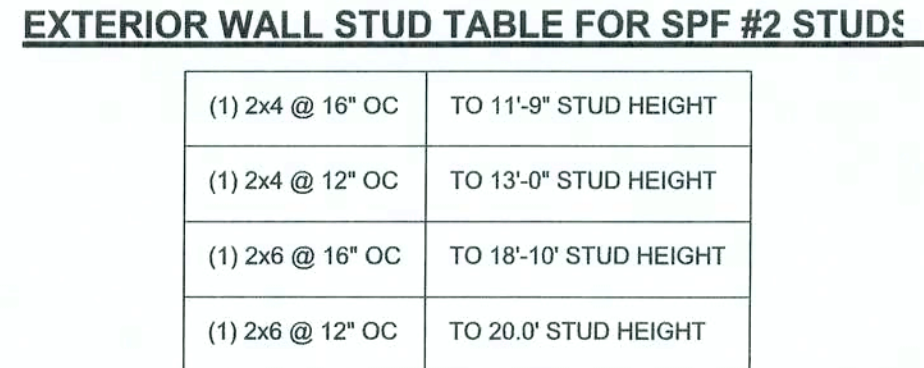 EXTERIOR WALL STUD TABLE FOR SPF #2 STUDS
(1) 2x4 @ 16" OC TO 11'-9" STUD HEIGHT
(1) 2x4 @ 12" OC TO 13'-0" STUD HEIGHT
(1) 2x6 @ 16" OC TO 18'-10' STUD HEIGHT
(1) 2x6 @ 12" OC TO 20.0' STUD HEIGHT